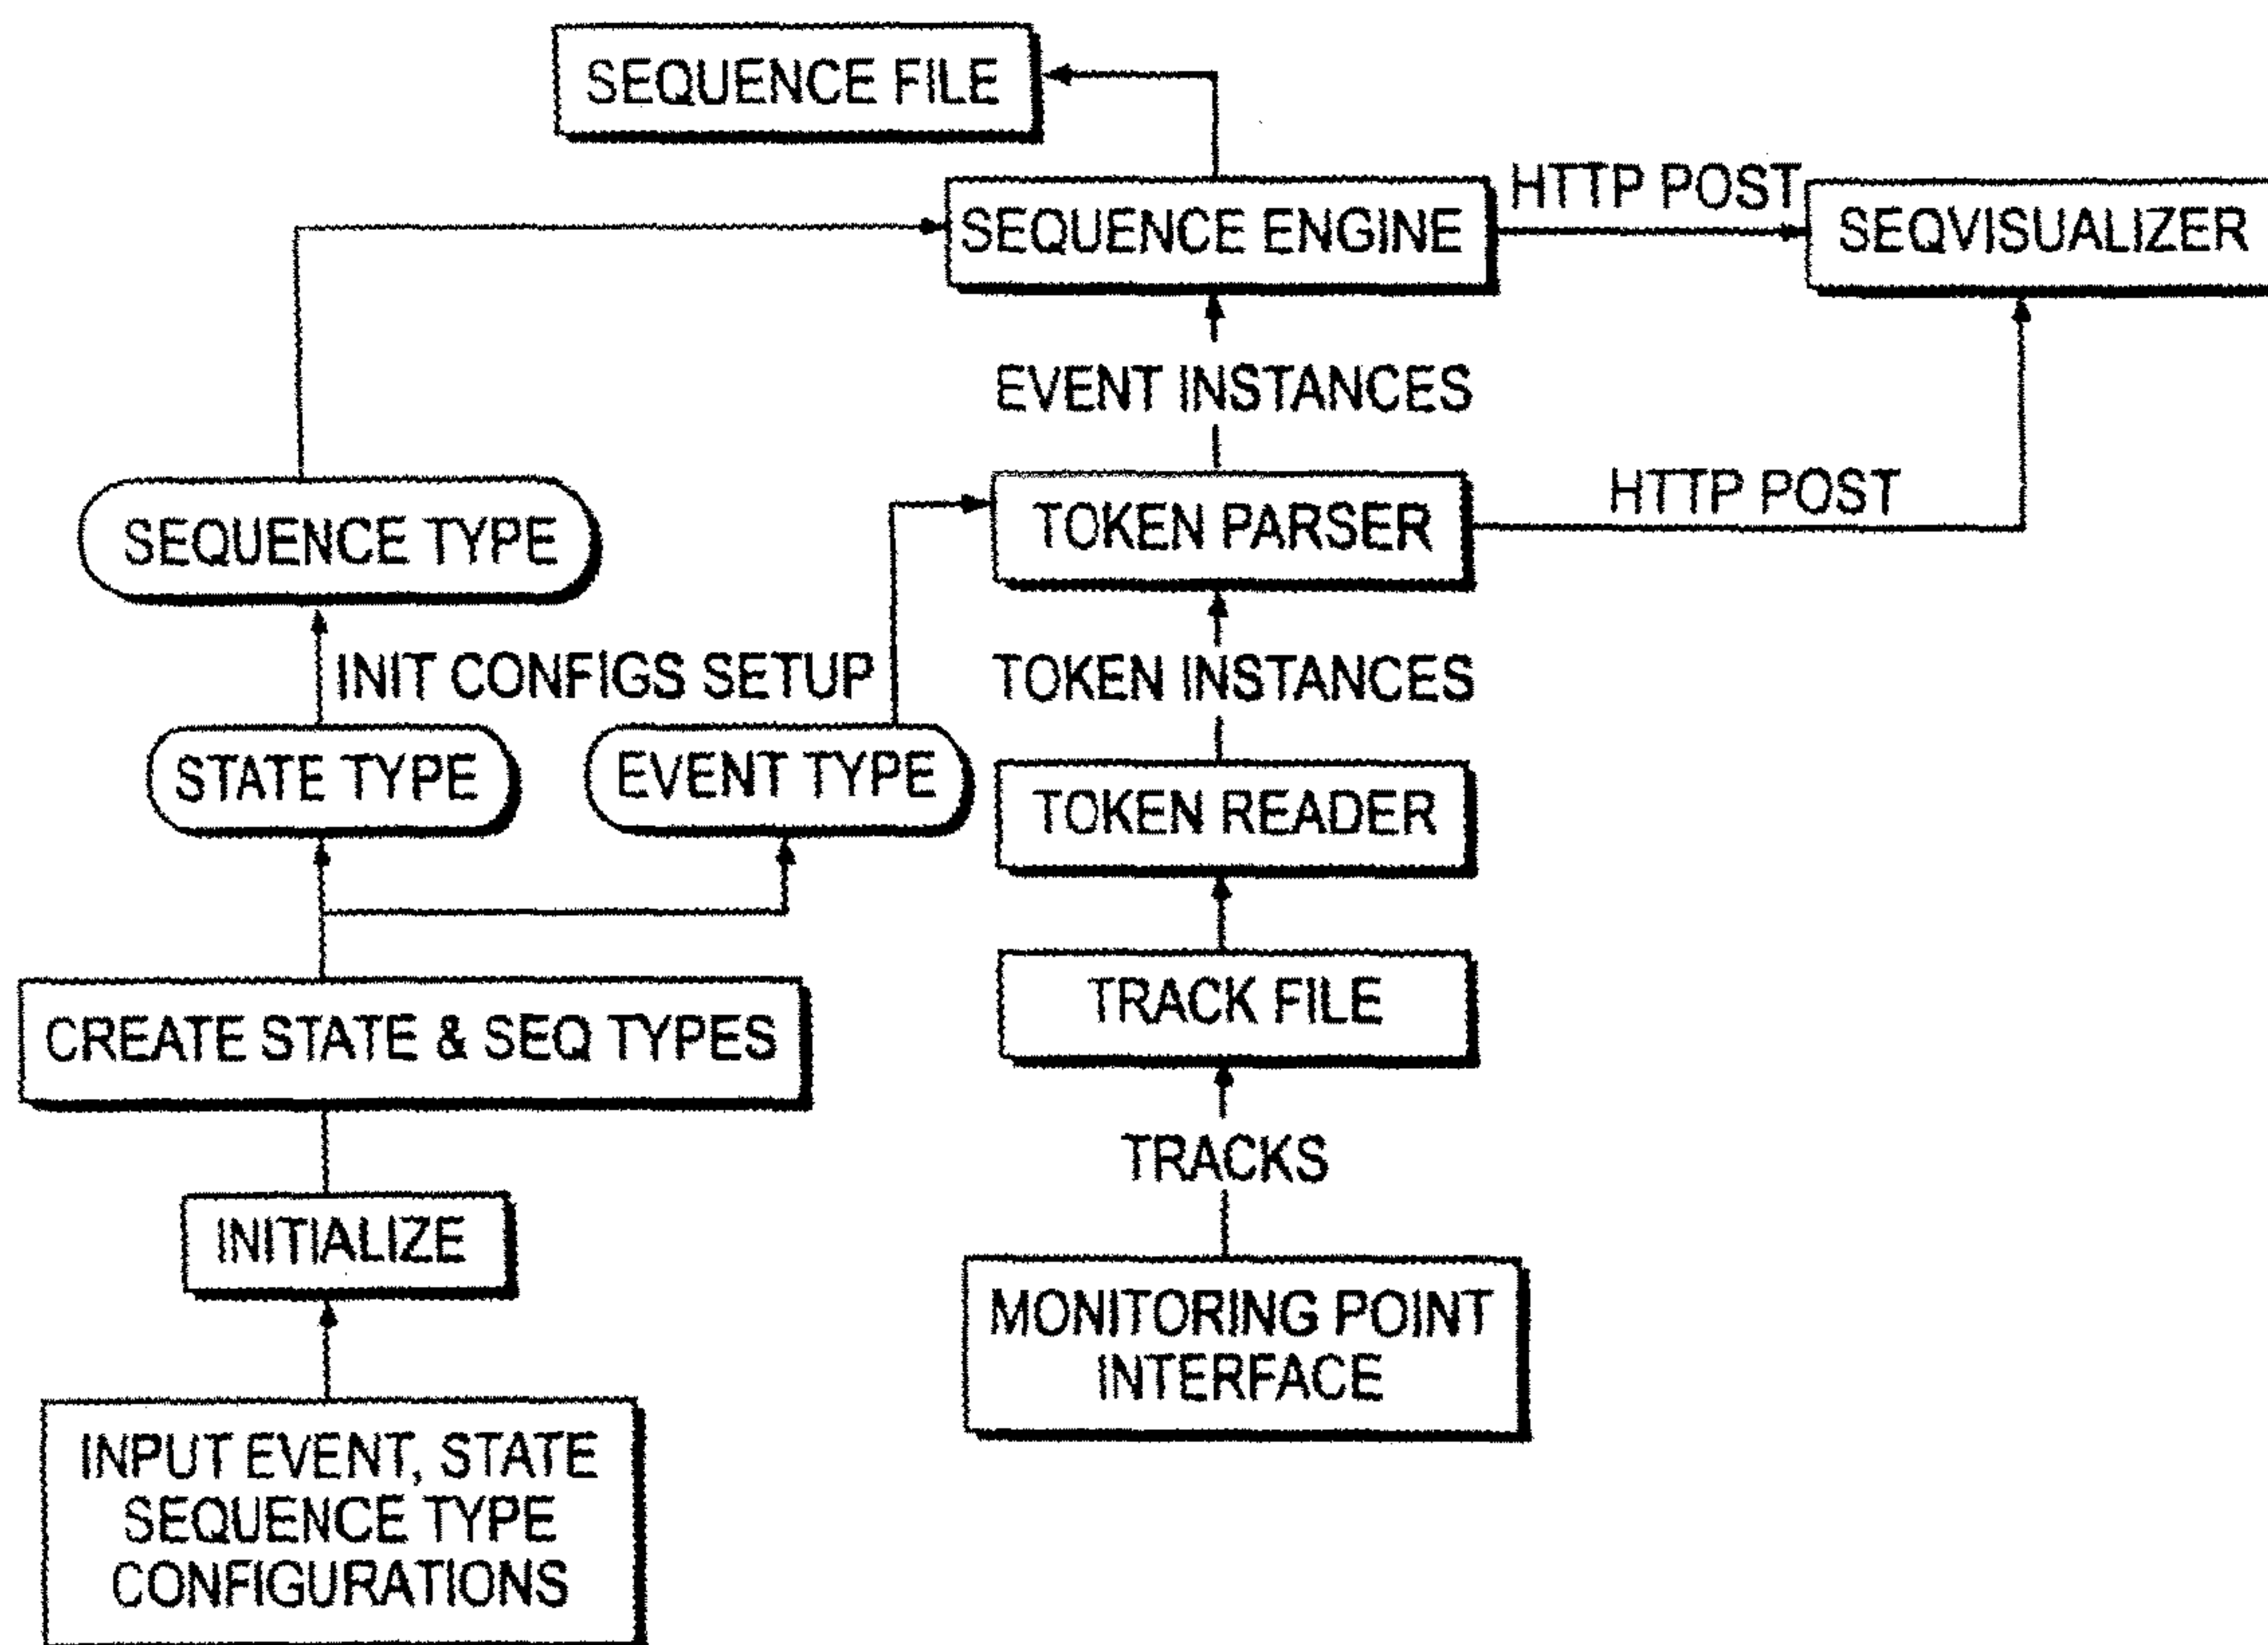 SEQUENCE FILE
HTTP POST
SEQUENCE ENGINE
SEQVISUALIZER
EVENT INSTANCES
HTTP POST
SEQUENCE TYPE
TOKEN PARSER
INIT CONFIGS SETUP
TOKEN INSTANCES
STATE TYPE
EVENT TYPE
TOKEN READER
TRACK FILE
CREATE STATE & SEQ TYPES
TRACKS
INITIALIZE
MONITORING POINT
INTERFACE
INPUT EVENT, STATE
SEQUENCE TYPE
CONFIGURATIONS